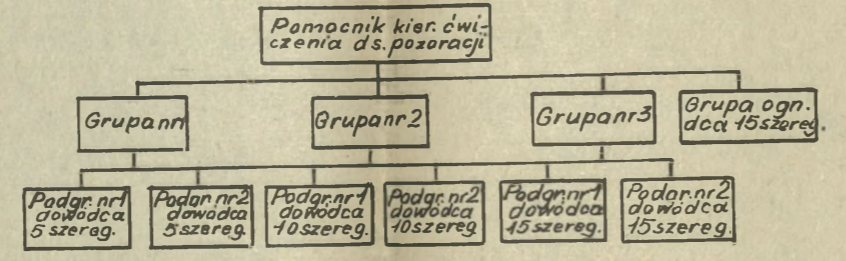 Pomocnik kier. ćwi-
czenia ds. pozoracji
Grupa nr1
Grupa nr2
Grupa nr3
Grupa ogn.
dca 15 szereg.
Podgr. nr1
dowódca
5 szereg.
Podgr. nr2
dowódca
5 szereg.
Podgr. nr1
dowódca
10 szereg.
Podgr. nr2
dowódca
10 szereg.
Podgr. nr1
dowódca
15 szereg.
Podgr. nr2
dowódca
15 szereg.